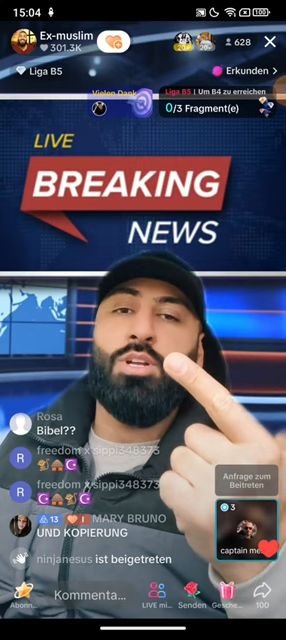 15:04
100
Ex-muslim
301.3K
628
Liga B5
Erkunden
Vielen Dank
Liga B5 | Um B4 zu erreichen
0/3 Fragment(e)
LIVE
BREAKING
NEWS
Rosa
Bibel??
R freedom x sippi348373
R freedom x sippi348373
13 I MARY BRUNO
UND KOPIERUNG
ninjanesus ist beigetreten
Anfrage zum
Beitreten
3
captain me
Abonn...
Kommenta...
LIVE mi...
Senden
Gesche...
100